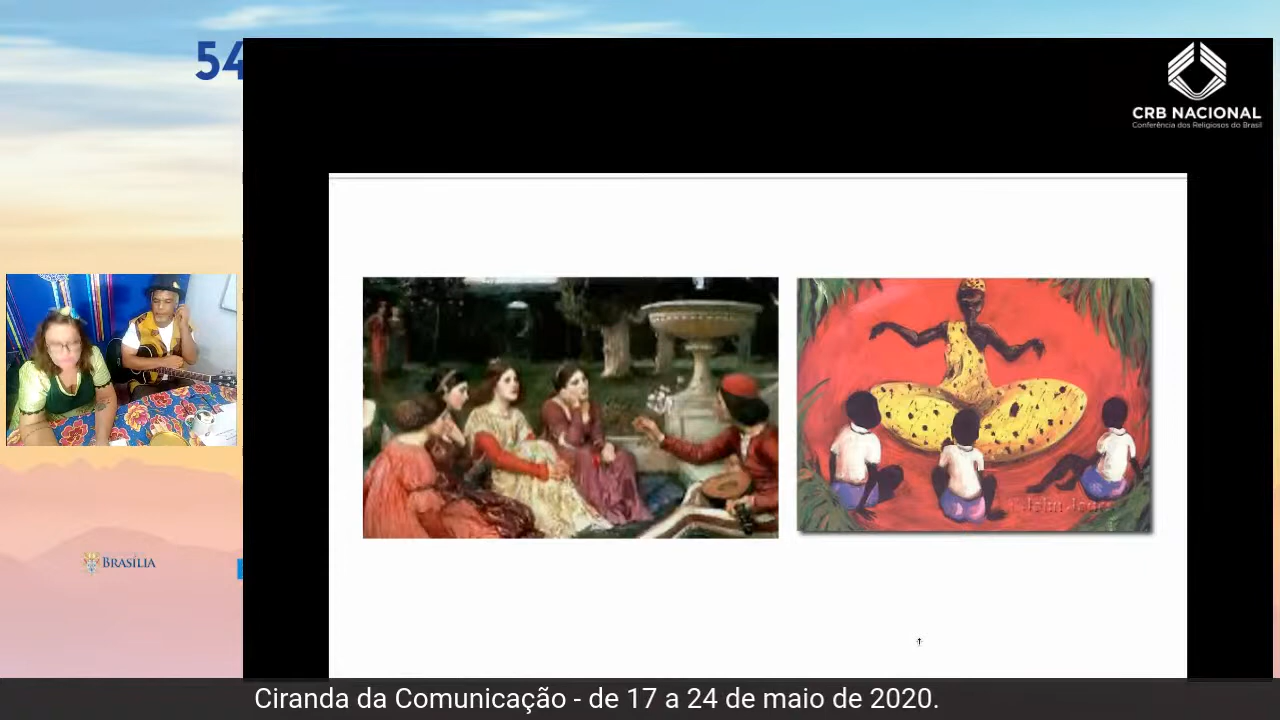 54
CRB NACIONAL
Conferência dos Religiosos do Brasil
BRASÍLIA
Ciranda da Comunicação - de 17 a 24 de maio de 2020.